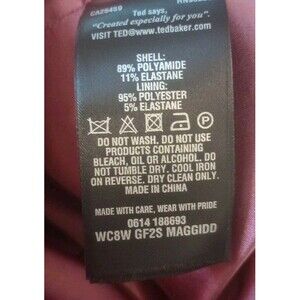 CA28459
Ted says,
"Created especially for you".
VISIT TED@WWW.tedbaker.com
SHELL:
89% POLYAMIDE
11% ELASTANE
LINING:
95% POLYESTER
5% ELASTANE
DO NOT WASH. DO NOT USE
PRODUCTS CONTAINING
BLEACH, OIL OR ALCOHOL. DO
NOT TUMBLE DRY. COOL IRON
ON REVERSE. DRY CLEAN ONLY.
MADE IN CHINA
MADE WITH CARE, WEAR WITH PRIDE
0614 188693
WC8W GF2S MAGGIDD